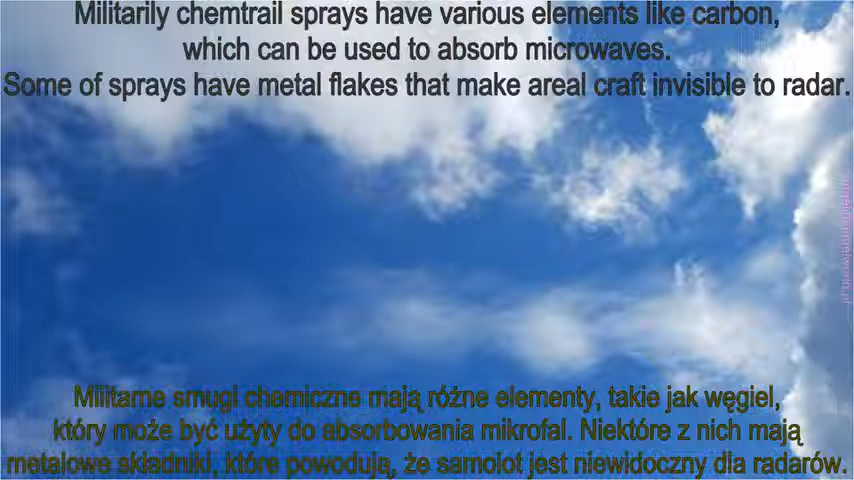 Militarily chemtrail sprays have various elements like carbon,
which can be used to absorb microwaves.
Some of sprays have metal flakes that make areal craft invisible to radar.
Militarne smugi chemiczne mają różne elementy, takie jak węgiel,
który może być użyty do absorbowania mikrofal. Niektóre z nich mają
metalowe składniki, które powodują, że samolot jest niewidoczny dla radarów.